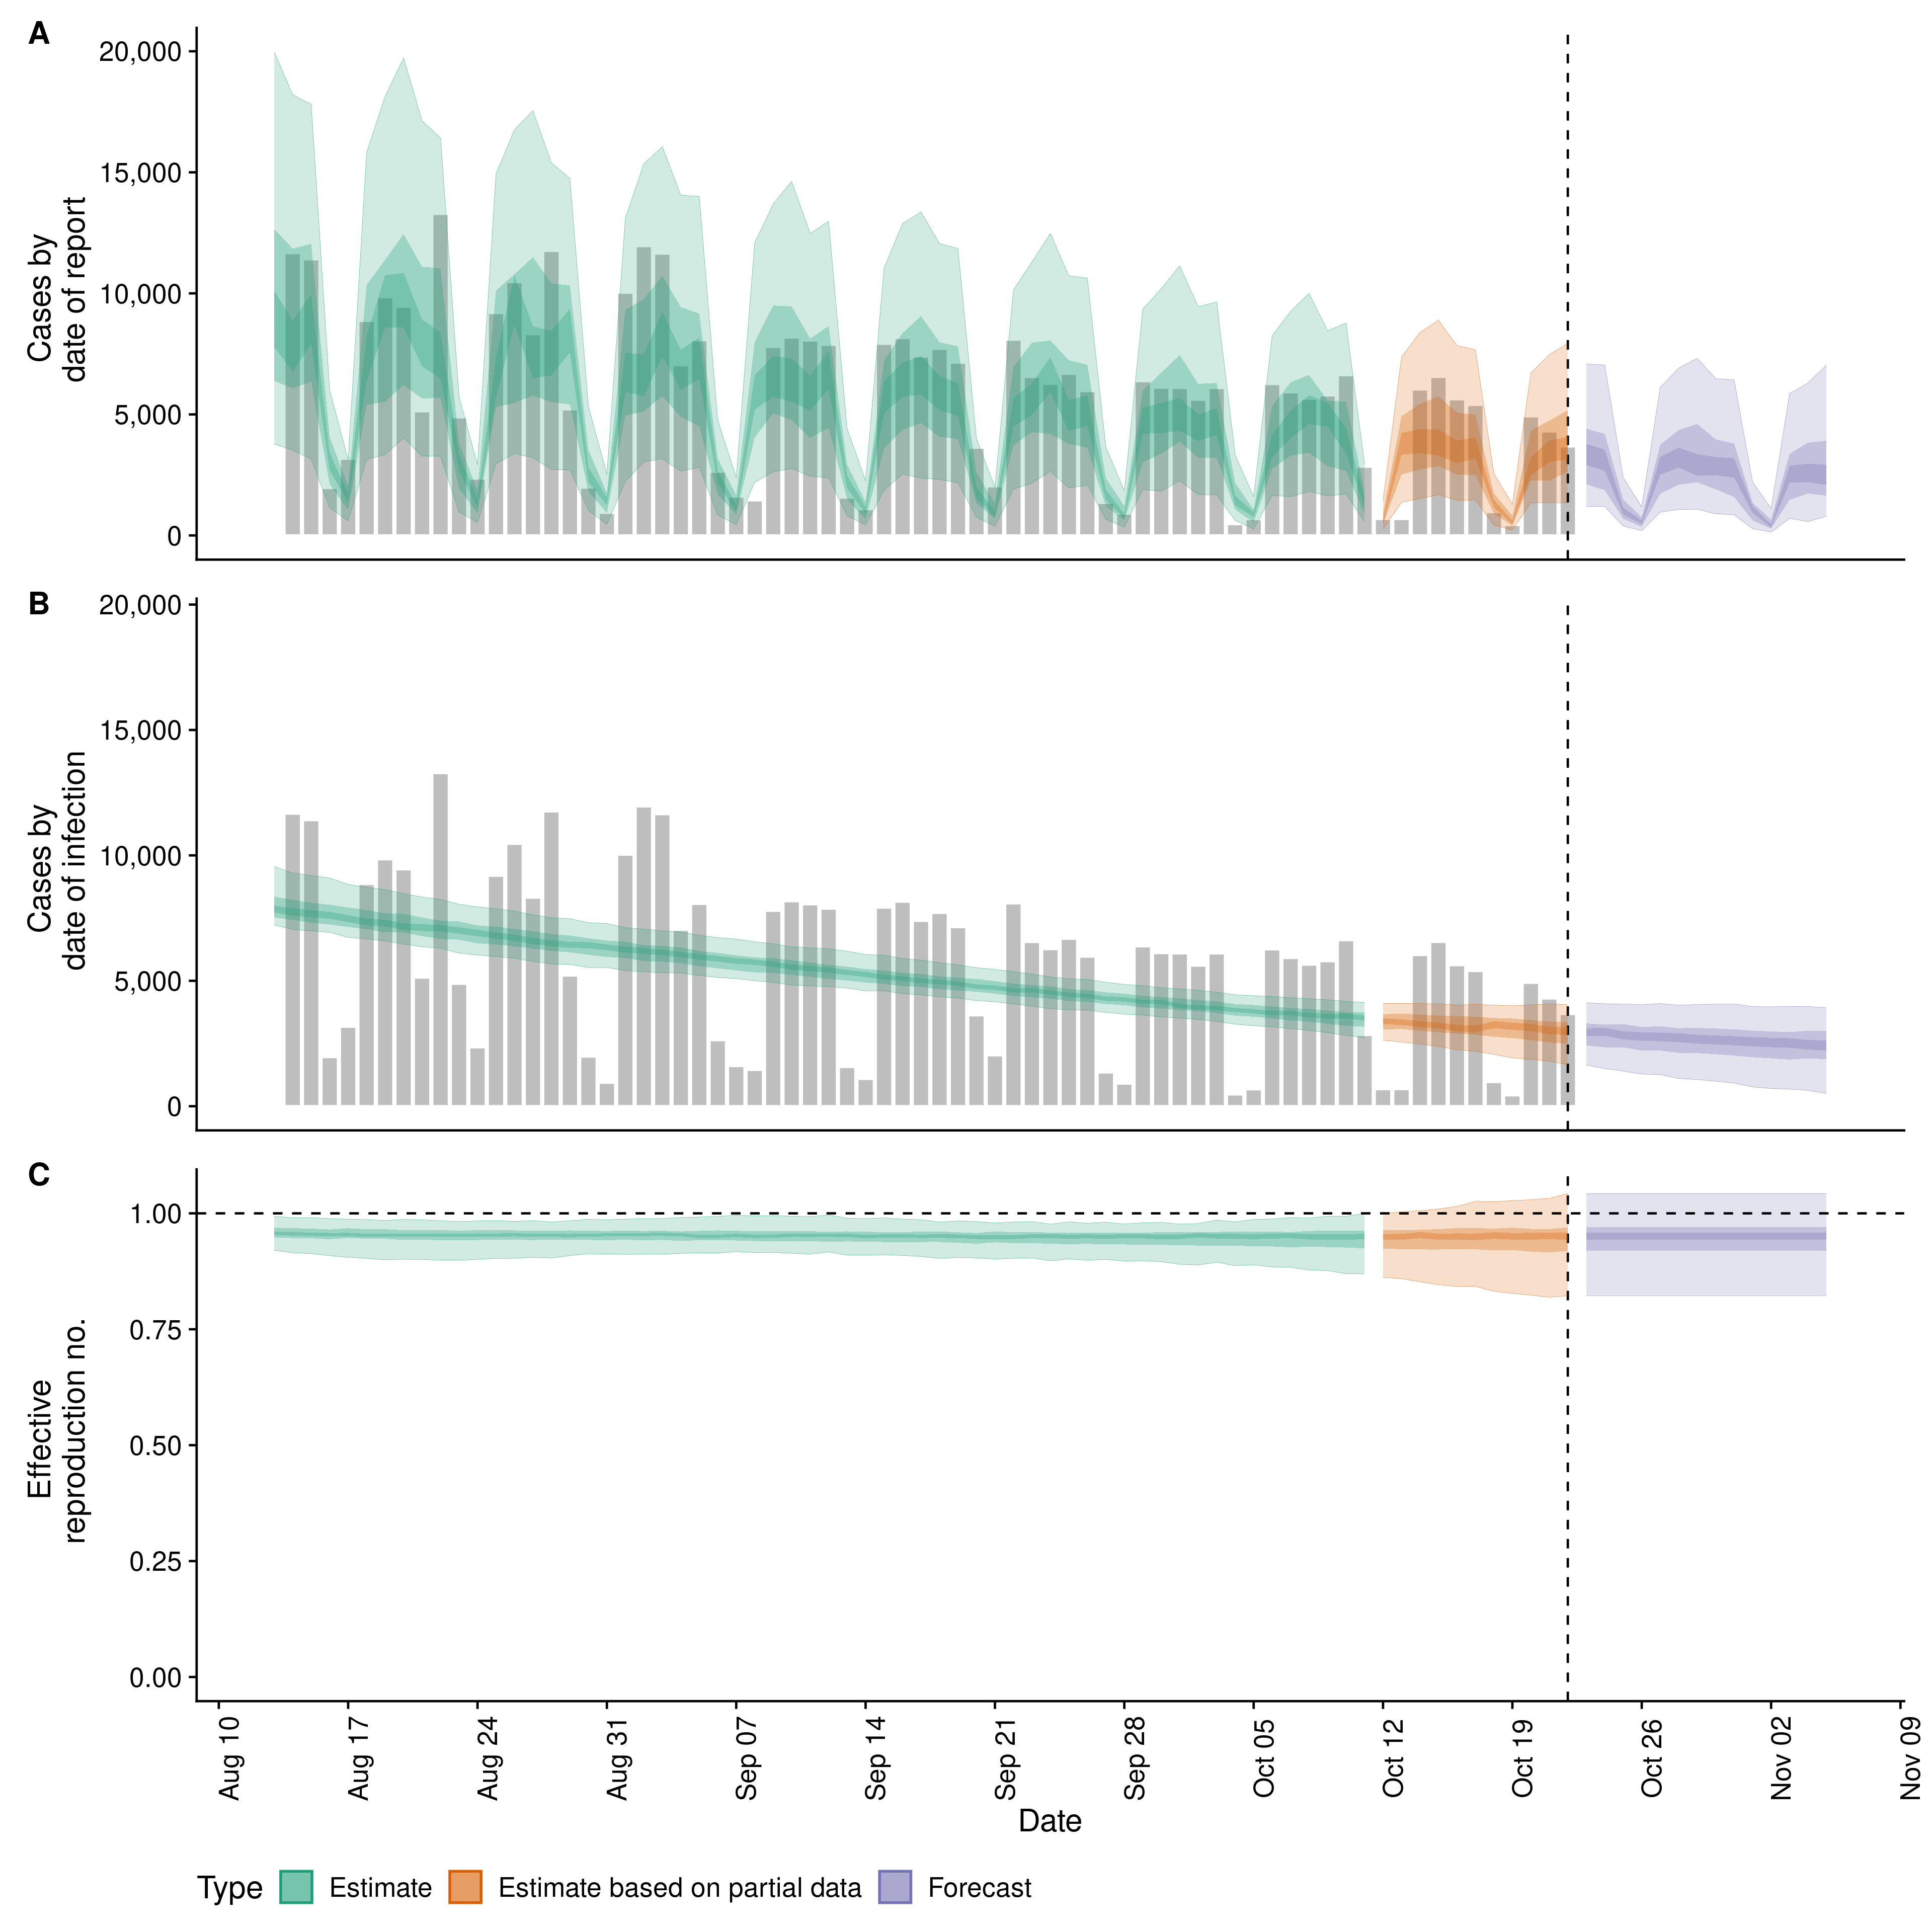 A
20,000
15,000
10,000
5,000
0
Cases by
date of report
B
20,000
15,000
10,000
5,000
0
Cases by
date of infection
C
1.00
0.75
0.50
0.25
0.00
Effective
reproduction no.
Aug 10
Aug 17
Aug 24
Aug 31
Sep 07
Sep 14
Sep 21
Sep 28
Oct 05
Oct 12
Oct 19
Oct 26
Nov 02
Nov 09
Date
Type Estimate Estimate based on partial data Forecast